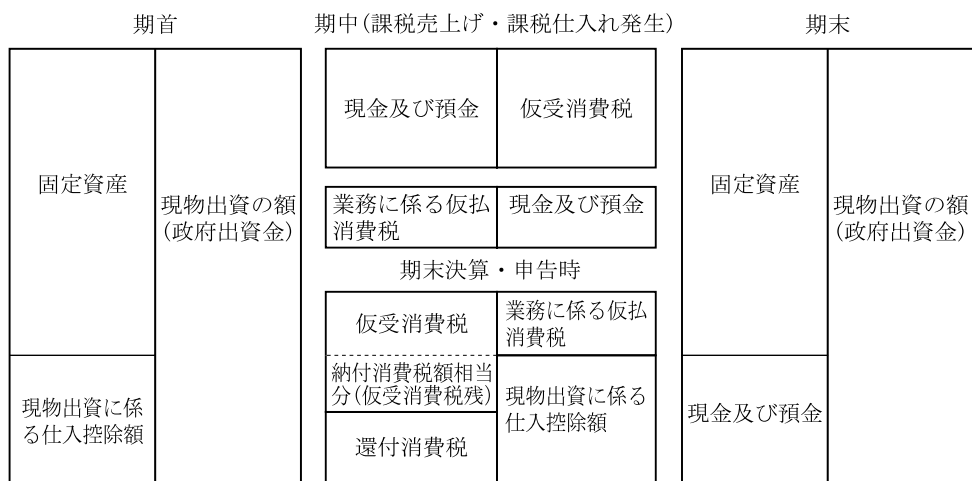 期首
固定資産
現物出資の額
(政府出資金)
現物出資に係
る仕入控除額
期中(課税売上げ・課税仕入れ発生)
現金及び預金
仮受消費税
業務に係る仮払
消費税
現金及び預金
期末決算・申告時
仮受消費税
業務に係る仮払
消費税
納付消費税額相当
分(仮受消費税残)
現物出資に係る
仕入控除額
還付消費税
期末
固定資産
現物出資の額
(政府出資金)
現金及び預金